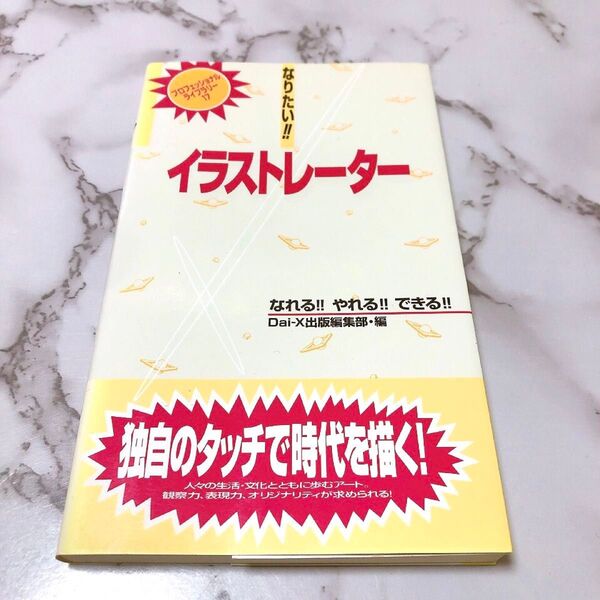 プロフェッショナル
ライブラリー
17
なりたい!!
イラストレーター
なれる!! やれる!! できる!!
Dai-X出版編集部・編
独自のタッチで時代を描く!
人々の生活・文化とともに歩むアート。
観察力、表現力、オリジナリティが求められる!